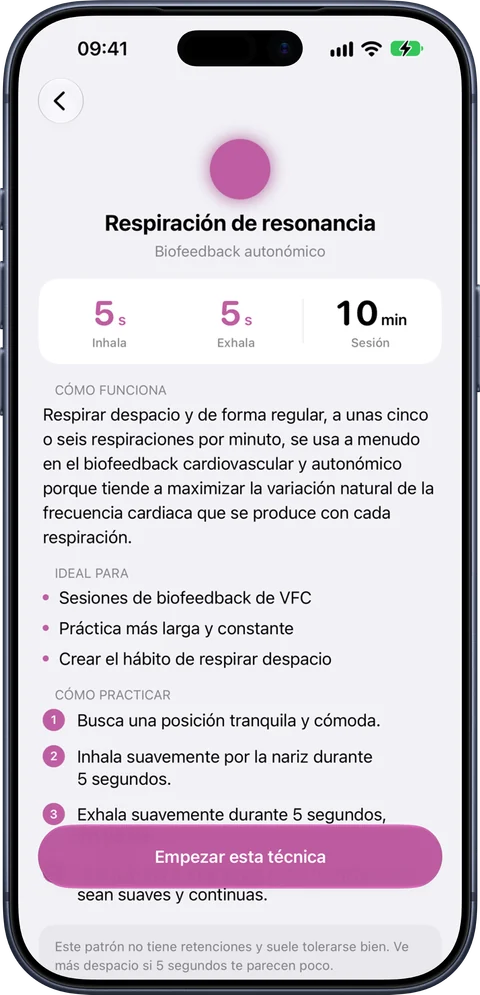 09:41
Respiración de resonancia
Biofeedback autonómico
5 s
Inhala
5 s
Exhala
10 min
Sesión
CÓMO FUNCIONA
Respirar despacio y de forma regular, a unas cinco
o seis respiraciones por minuto, se usa a menudo
en el biofeedback cardiovascular y autonómico
porque tiende a maximizar la variación natural de la
frecuencia cardiaca que se produce con cada
respiración.
IDEAL PARA
• Sesiones de biofeedback de VFC
• Práctica más larga y constante
• Crear el hábito de respirar despacio
CÓMO PRACTICAR
1 Busca una posición tranquila y cómoda.
2 Inhala suavemente por la nariz durante
5 segundos.
3 Exhala suavemente durante 5 segundos,
Empezar esta técnica
sean suaves y continuas.
Este patrón no tiene retenciones y suele tolerarse bien. Ve
más despacio si 5 segundos te parecen poco.